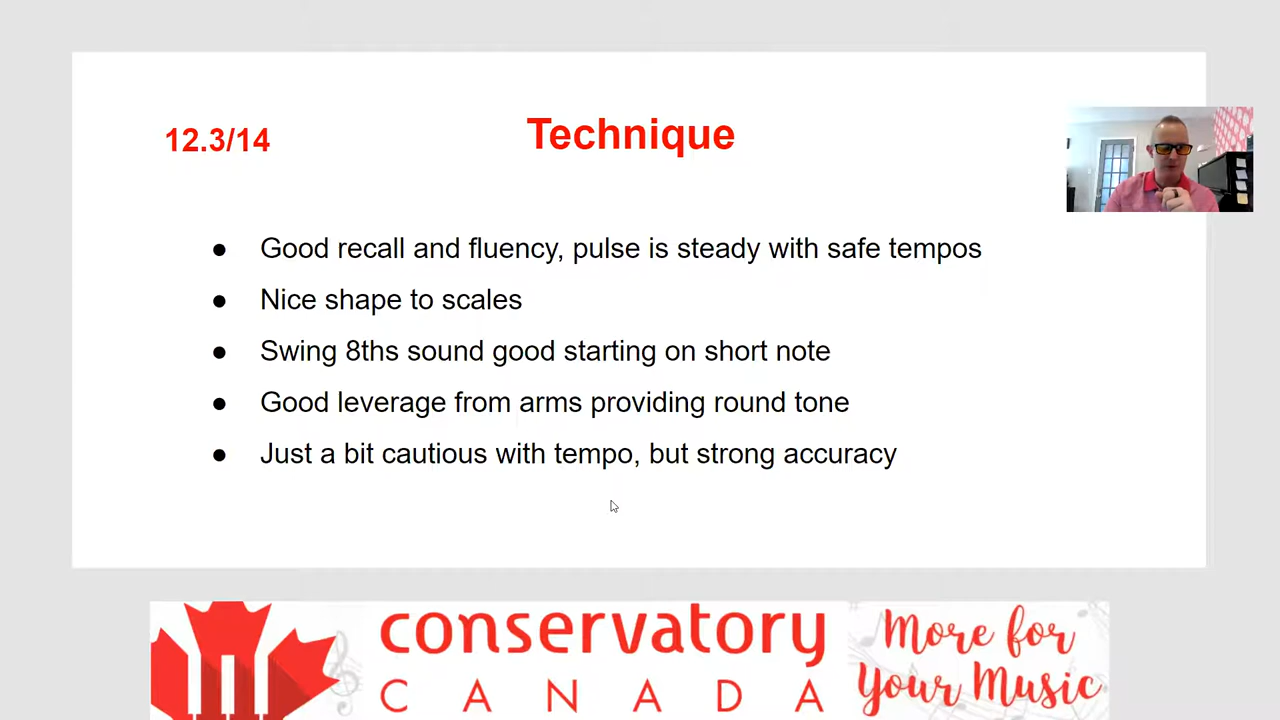 12.3/14
Technique
● Good recall and fluency, pulse is steady with safe tempos
● Nice shape to scales
● Swing 8ths sound good starting on short note
● Good leverage from arms providing round tone
● Just a bit cautious with tempo, but strong accuracy
conservatory
CANADA
More for
Your Music